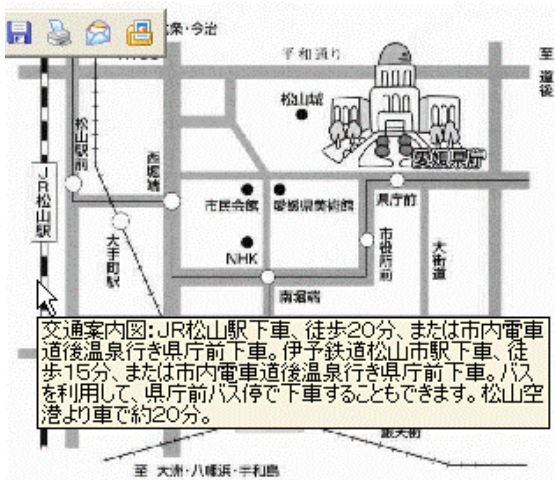 条・今治
平和通り
至 道後
松山城
松山駅前
西堀端
愛媛県庁
JR松山駅
市民会館
愛媛県美術館
県庁前
大手町駅
NHK
市役所前
大街道
南堀端
交通案内図:JR松山駅下車、徒歩20分、または市内電車
道後温泉行き県庁前下車。伊予鉄道松山市駅下車、徒
歩15分、または市内電車道後温泉行き県庁前下車。バス
を利用して、県庁前バス停で下車することもできます。松山空
港より車で約20分。
至 大洲・八幡浜・宇和島